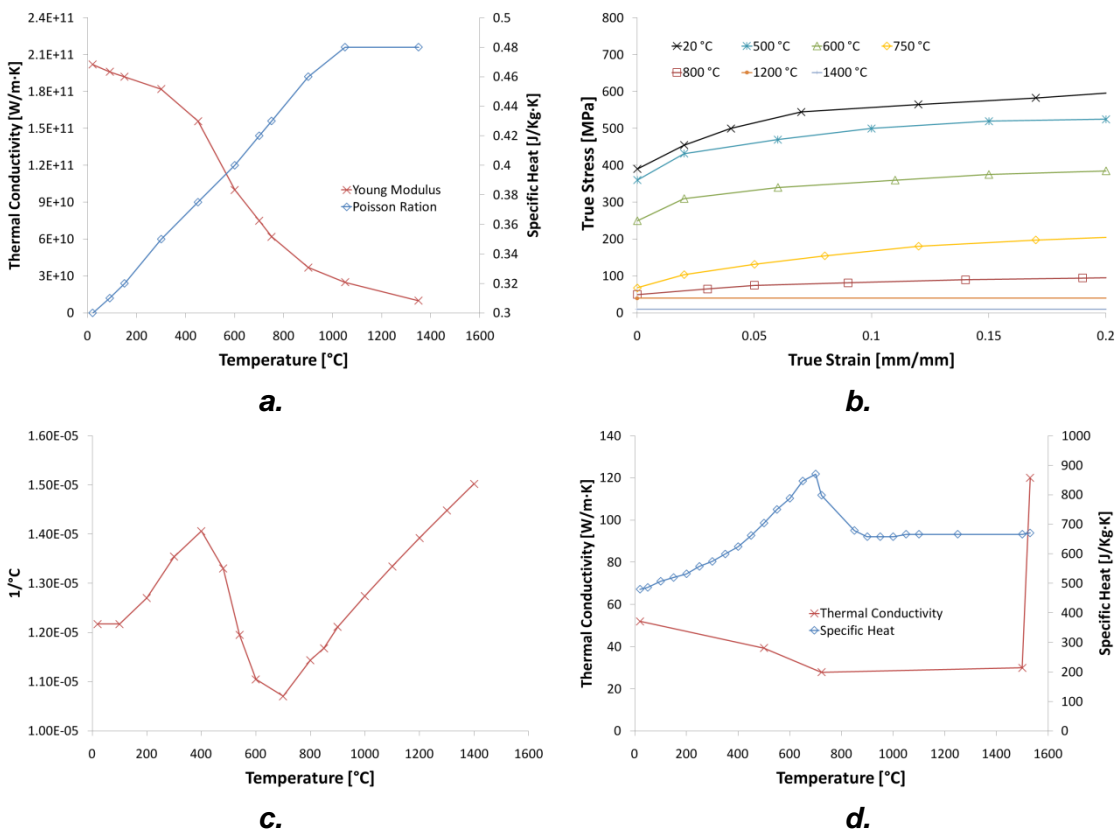 2.4E+11
2.1E+11
1.8E+11
1.5E+11
1.2E+11
9E+10
6E+10
3E+10
0
0.5
0.48
0.46
0.44
0.42
0.4
0.38
0.36
0.34
0.32
0.3
0 200 400 600 800 1000 1200 1400 1600
Thermal Conductivity [W/m·K]
Specific Heat [J/Kg·K]
Young Modulus
Poisson Ration
Temperature [°C]
a.
800
700
600
500
400
300
200
100
0
0 0.05 0.1 0.15 0.2
True Stress [MPa]
20 °C 500 °C 600 °C 750 °C
800 °C 1200 °C 1400 °C
True Strain [mm/mm]
b.
1.60E-05
1.50E-05
1.40E-05
1.30E-05
1.20E-05
1.10E-05
1.00E-05
0 200 400 600 800 1000 1200 1400 1600
1/°C
Temperature [°C]
c.
140
120
100
80
60
40
20
0
1000
900
800
700
600
500
400
300
200
100
0
0 200 400 600 800 1000 1200 1400 1600
Thermal Conductivity [W/m·K]
Specific Heat [J/Kg·K]
Thermal Conductivity
Specific Heat
Temperature [°C]
d.